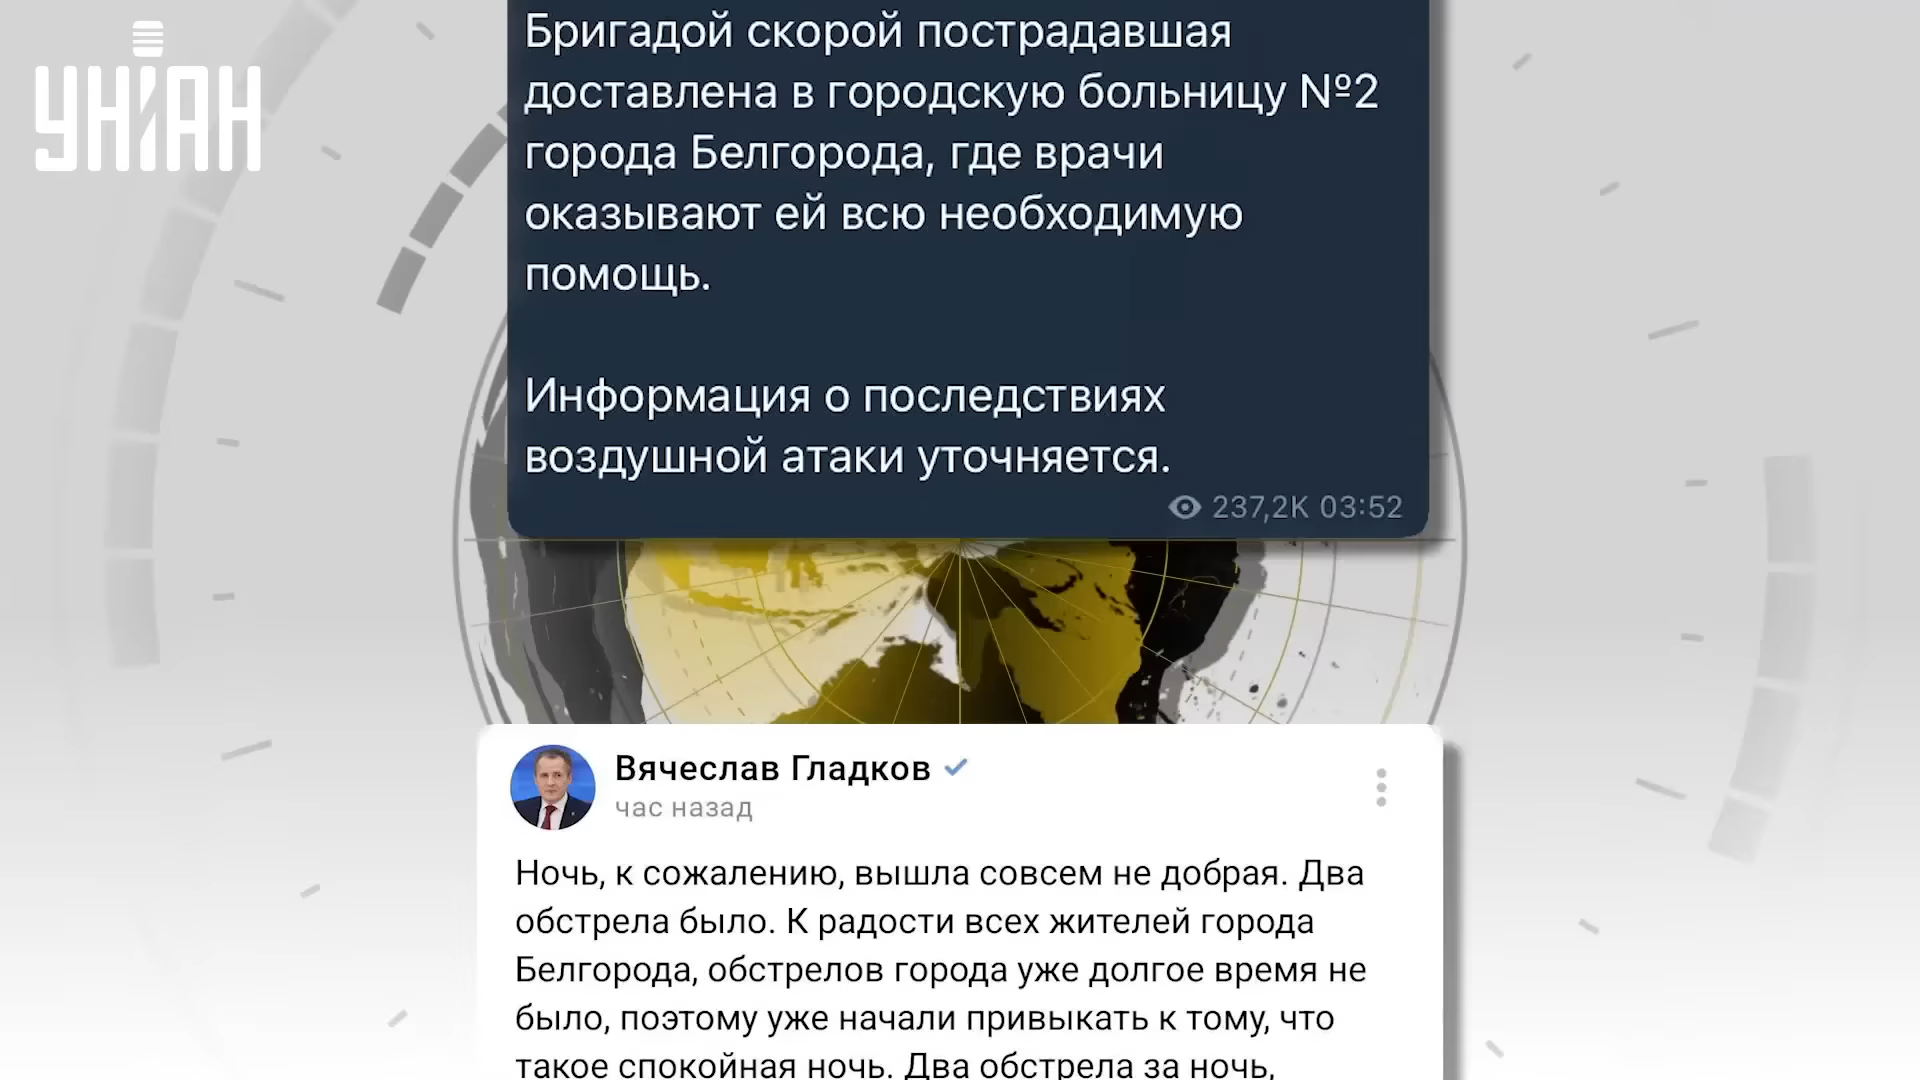 УНІАН
Бригадой скорой пострадавшая
доставлена в городскую больницу №2
города Белгорода, где врачи
оказывают ей всю необходимую
помощь.
Информация о последствиях
воздушной атаки уточняется.
237,2K 03:52
Вячеслав Гладков
час назад
Ночь, к сожалению, вышла совсем не добрая. Два
обстрела было. К радости всех жителей города
Белгорода, обстрелов города уже долгое время не
было, поэтому уже начали привыкать к тому, что
такое спокойная ночь. Два обстрела за ночь,